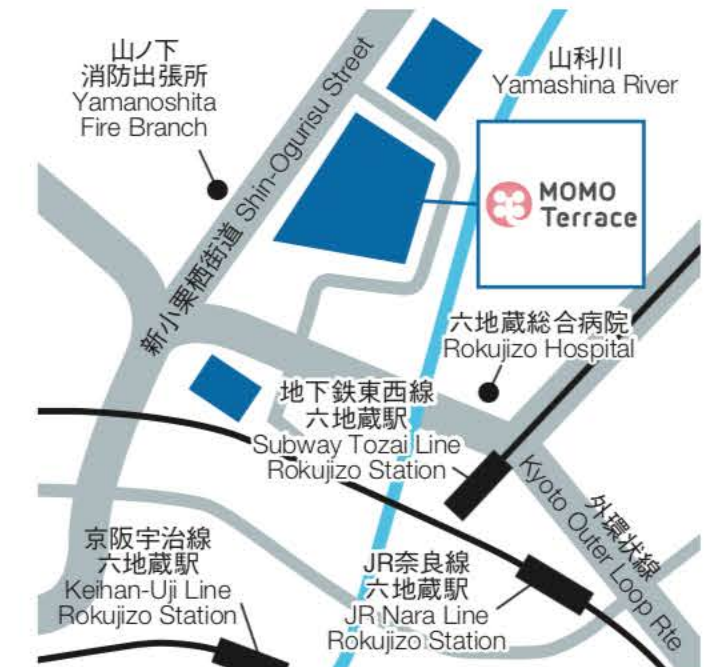 山ノ下
消防出張所
Yamanoshita
Fire Branch
新小栗栖街道 Shin-Ogurisu Street
山科川
Yamashina River
MOMO
Terrace
六地蔵総合病院
Rokujizo Hospital
地下鉄東西線
六地蔵駅
Subway Tozai Line
Rokujizo Station
外環状線
Kyoto Outer Loop Rte
京阪宇治線
六地蔵駅
Keihan-Uji Line
Rokujizo Station
JR奈良線
六地蔵駅
JR Nara Line
Rokujizo Station